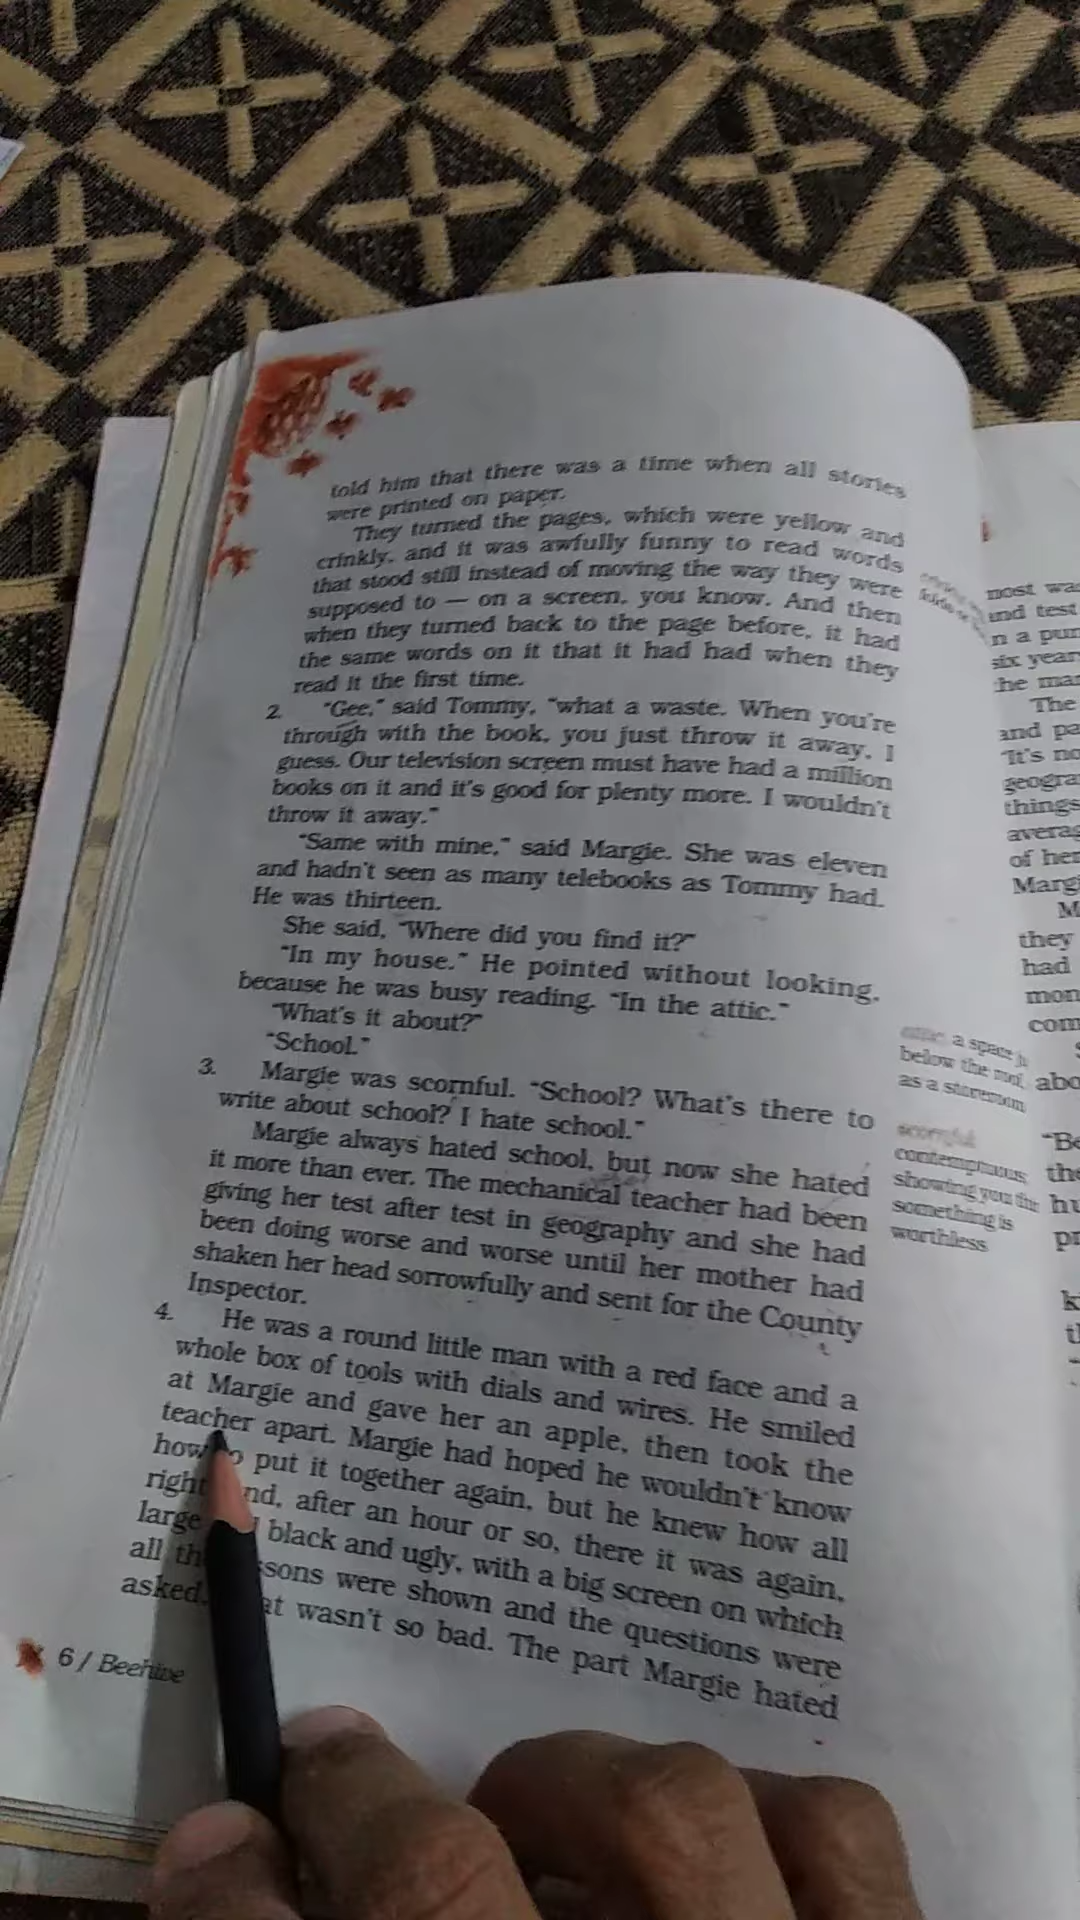 told him that there was a time when all stories
were printed on paper.
They turned the pages, which were yellow and
crinkly, and it was awfully funny to read words
that stood still instead of moving the way they were
supposed to — on a screen, you know. And then
when they turned back to the page before, it had
the same words on it that it had had when they
read it the first time.
2. "Gee," said Tommy, "what a waste. When you're
through with the book, you just throw it away, I
guess. Our television screen must have had a million
books on it and it's good for plenty more. I wouldn't
throw it away."
"Same with mine," said Margie. She was eleven
and hadn't seen as many telebooks as Tommy had.
He was thirteen.
She said, "Where did you find it?"
"In my house." He pointed without looking,
because he was busy reading. "In the attic."
"What's it about?"
"School."
3. Margie was scornful. "School? What's there to
write about school? I hate school."
Margie always hated school, but now she hated
it more than ever. The mechanical teacher had been
giving her test after test in geography and she had
been doing worse and worse until her mother had
shaken her head sorrowfully and sent for the County
Inspector.
4. He was a round little man with a red face and a
whole box of tools with dials and wires. He smiled
at Margie and gave her an apple, then took the
teacher apart. Margie had hoped he wouldn't know
how put it together again, but he knew how all
right after an hour or so, there it was again,
large black and ugly, with a big screen on which
all were shown and the questions were
asked. wasn't so bad. The part Margie hated
6 / Beehive
a space
below the roof,
as a storeroom
scornful:
contemptuous;
showing you
something is
worthless
most
and test
in a
six
the
The
and
"It's
things
of her
they
had